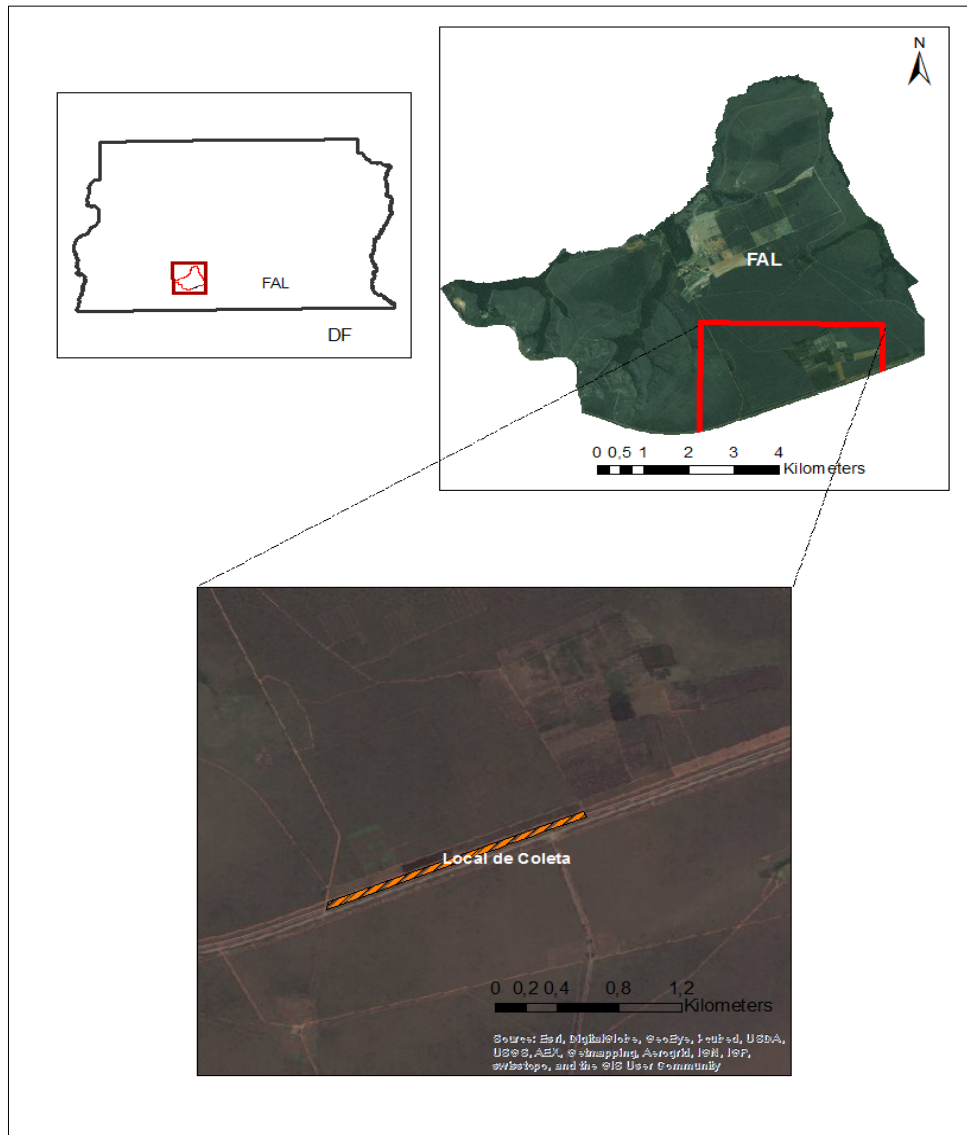 N
FAL
DF
FAL
0 0,5 1 2 3 4
Kilometers
Local de Coleta
0 0,2 0,4 0,8 1,2
Kilometers
Source: Esri, DigitalGlobe, GeoEye, i-cubed, USDA,
USGS, AEX, Getmapping, Aerogrid, IGN, IGP,
swisstopo, and the GIS User Community